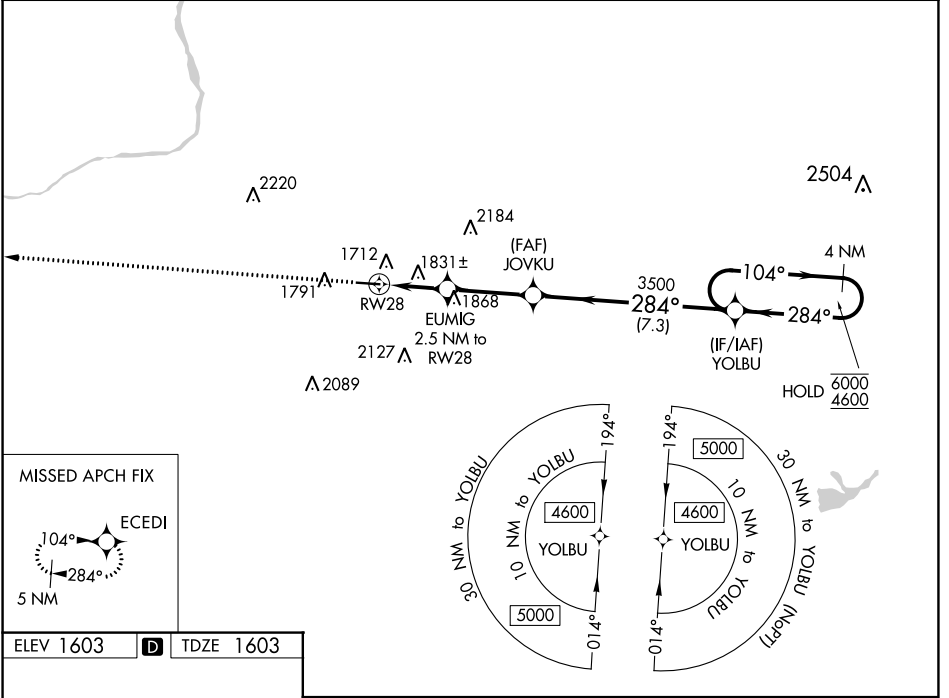 2220
2504
2184
(FAF)
JOVKU
4 NM
1712
1831±
104°
1791
RW28
1868
3500
284°
(7.3)
284°
EUMIG
2.5 NM to
RW28
(IF/IAF)
YOLBU
2127
2089
HOLD 6000
4600
MISSED APCH FIX
ECEDI
104°
284°
5 NM
30 NM to YOLBU
10 NM to YOLBU
194°
4600
YOLBU
5000
014°
194°
5000
30 NM to YOLBU (NoPT)
10 NM to YOLBU
4600
YOLBU
014°
ELEV 1603 D TDZE 1603